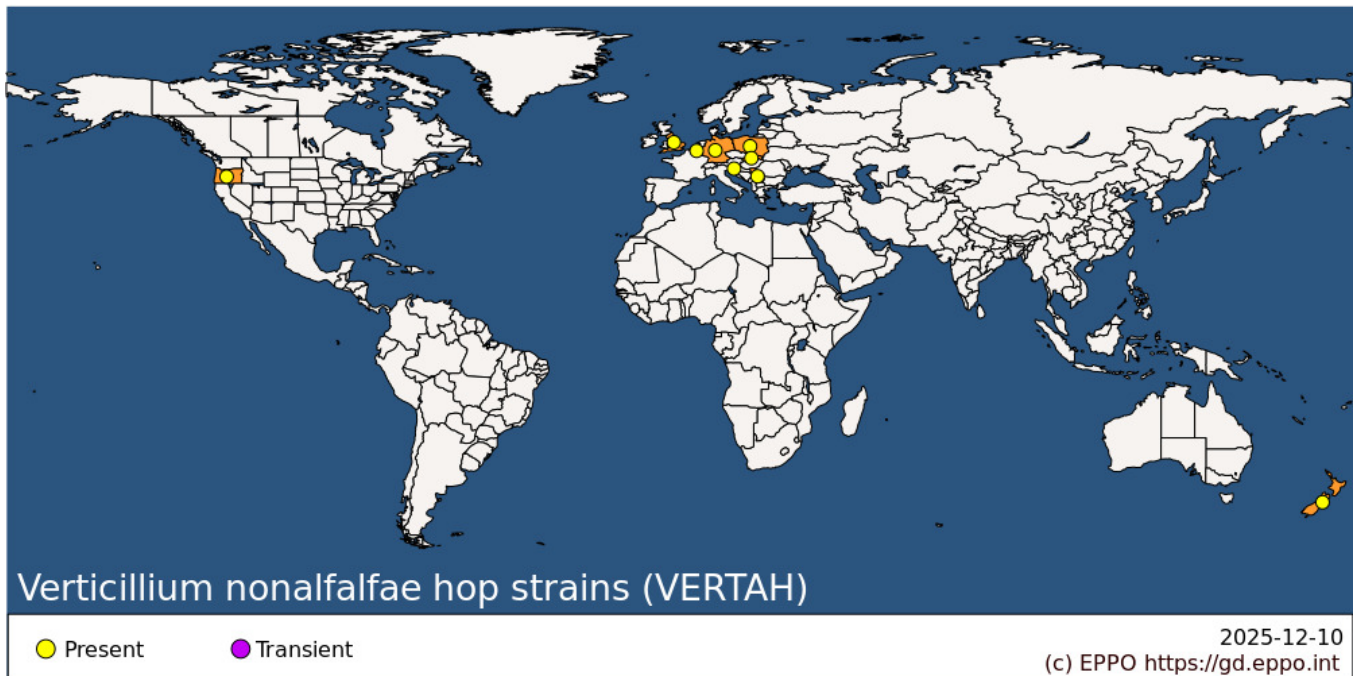 Verticillium nonalfalfae hop strains (VERTAH)
Present
Transient
2025-12-10
(c) EPPO https://gd.eppo.int